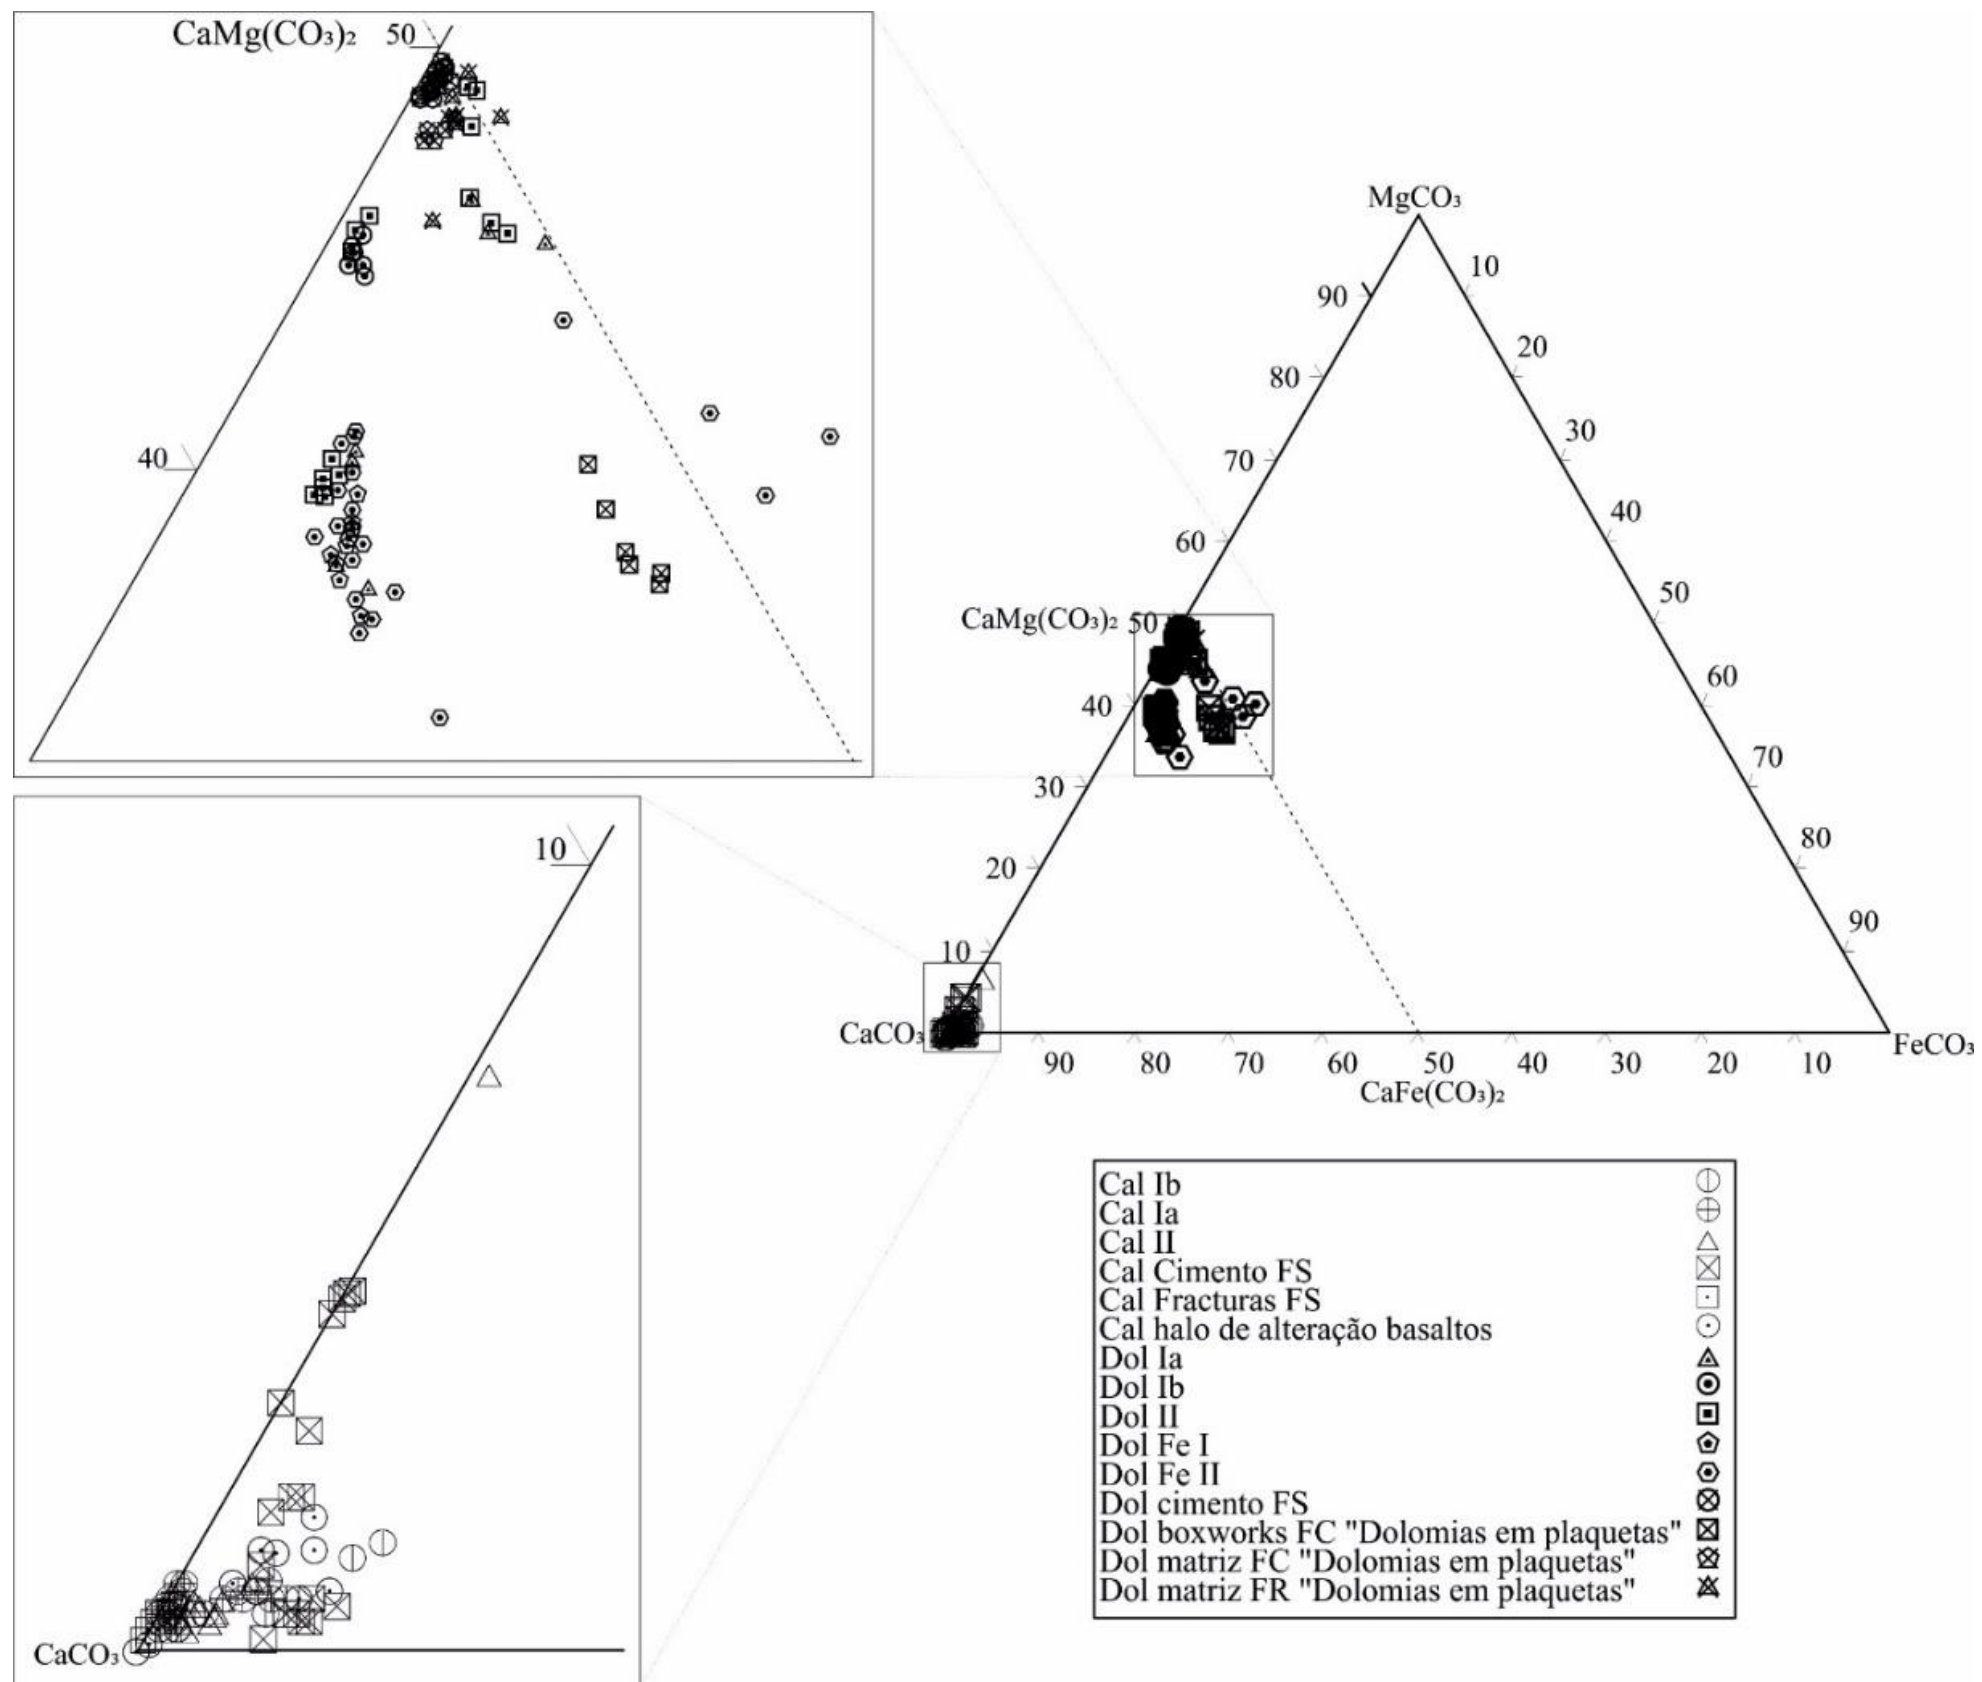 CaMg(CO₃)₂ 50
40
MgCO₃
10
90
20
80
30
70
40
60
50
CaMg(CO₃)₂ 50
60
40
70
30
80
20
90
10
CaCO₃
FeCO₃
90 80 70 60 50 40 30 20 10
CaFe(CO₃)₂
10
CaCO₃
Cal Ib
Cal Ia
Cal II
Cal Cimento FS
Cal Fracturas FS
Cal halo de alteração basaltos
Dol Ia
Dol Ib
Dol II
Dol Fe I
Dol Fe II
Dol cimento FS
Dol boxworks FC "Dolomias em plaquetas"
Dol matriz FC "Dolomias em plaquetas"
Dol matriz FR "Dolomias em plaquetas"